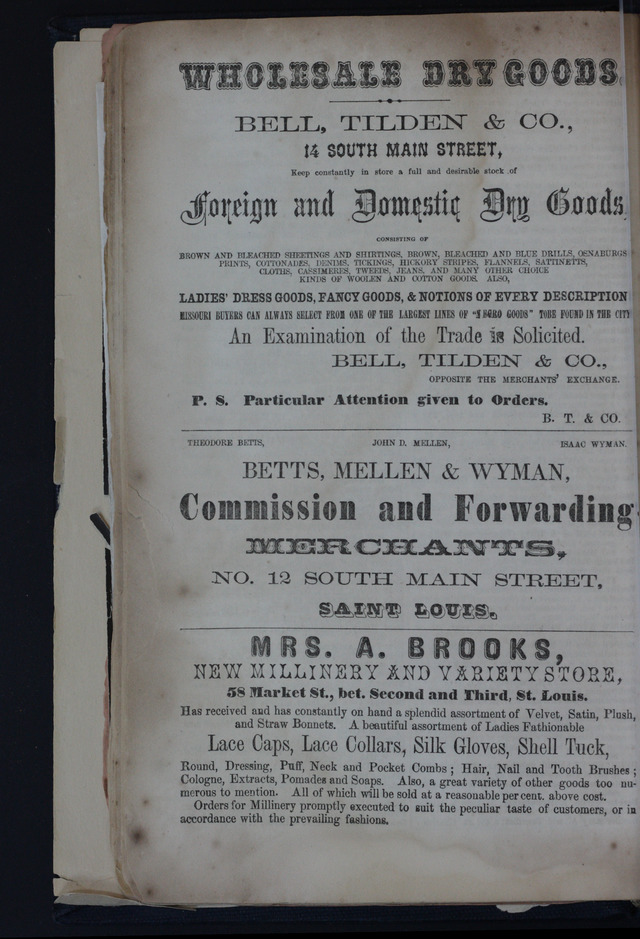 WHOLESALE DRY GOODS
BELL, TILDEN & CO.,
14 SOUTH MAIN STREET,
Keep constantly in store a full and desirable stock of
Foreign and Domestic Dry Goods
CONSISTING OF
BROWN AND BLEACHED SHEETINGS AND SHIRTINGS, BROWN, BLEACHED AND BLUE DRILLS, OSNABURGS
PRINTS, COTTONADES, DENIMS, TICKINGS, HICKORY STRIPES, FLANNELS, SATTINETTS,
CLOTHS, CASSIMERES, TWEEDS, JEANS, AND MANY OTHER CHOICE
KINDS OF WOOLEN AND COTTON GOODS. ALSO,
LADIES' DRESS GOODS, FANCY GOODS, & NOTIONS OF EVERY DESCRIPTION
MISSOURI BUYERS CAN ALWAYS SELECT FROM ONE OF THE LARGEST LINES OF "NEGRO GOODS" TOBE FOUND IN THE CITY
An Examination of the Trade is Solicited.
BELL, TILDEN & CO.,
OPPOSITE THE MERCHANTS' EXCHANGE.
P. S. Particular Attention given to Orders.
B. T. & CO.
THEODORE BETTS, JOHN D. MELLEN, ISAAC WYMAN.
BETTS, MELLEN & WYMAN,
Commission and Forwarding
MERCHANTS,
NO. 12 SOUTH MAIN STREET,
SAINT LOUIS.
MRS. A. BROOKS,
NEW MILLINERY AND VARIETY STORE,
58 Market St., bet. Second and Third, St. Louis.
Has received and has constantly on hand a splendid assortment of Velvet, Satin, Plush,
and Straw Bonnets. A beautiful assortment of Ladies Fathionable
Lace Caps, Lace Collars, Silk Gloves, Shell Tuck,
Round, Dressing, Puff, Neck and Pocket Combs; Hair, Nail and Tooth Brushes;
Cologne, Extracts, Pomades and Soaps. Also, a great variety of other goods too nu-
merous to mention. All of which will be sold at a reasonable per cent. above cost.
Orders for Millinery promptly executed to suit the peculiar taste of customers, or in
accordance with the prevailing fashions.